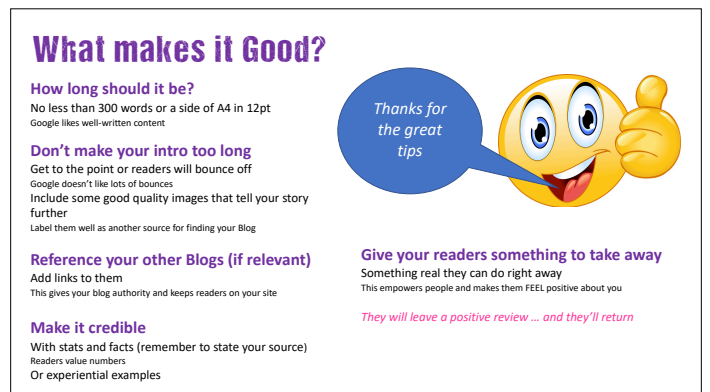 What makes it Good?
How long should it be?
No less than 300 words or a side of A4 in 12pt
Google likes well-written content
Don’t make your intro too long
Get to the point or readers will bounce off
Google doesn’t like lots of bounces
Include some good quality images that tell your story
further
Label them well as another source for finding your Blog
Reference your other Blogs (if relevant)
Add links to them
This gives your blog authority and keeps readers on your site
Make it credible
With stats and facts (remember to state your source)
Readers value numbers
Or experiential examples
Thanks for
the great
tips
Give your readers something to take away
Something real they can do right away
This empowers people and makes them FEEL positive about you
They will leave a positive review … and they’ll return